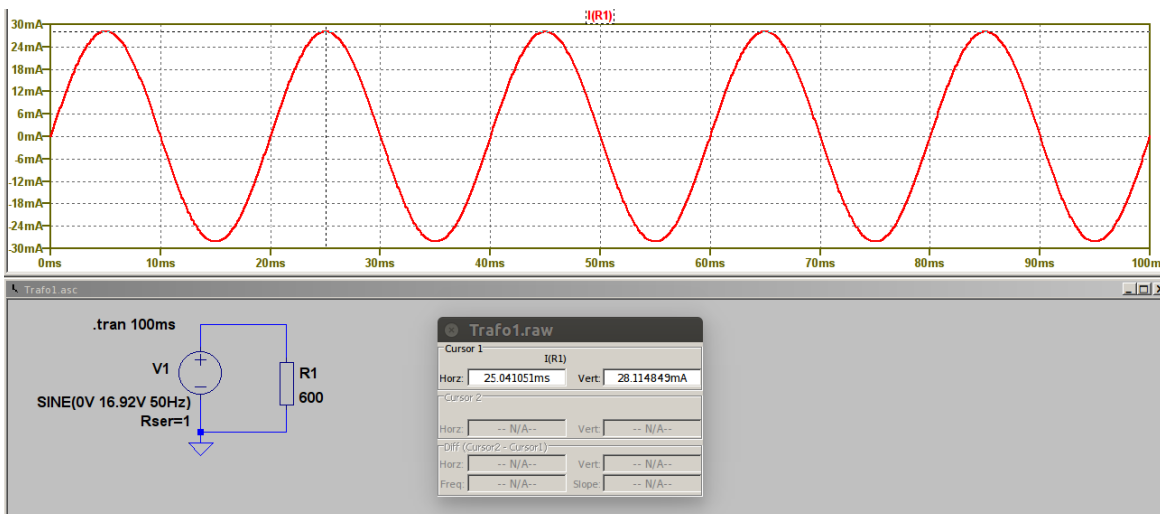 I(R1)
30mA
24mA
18mA
12mA
6mA
0mA
-6mA
-12mA
-18mA
-24mA
-30mA
0ms 10ms 20ms 30ms 40ms 50ms 60ms 70ms 80ms 90ms 100m
Trafo1.asc
.tran 100ms
V1
SINE(0V 16.92V 50Hz)
Rser=1
R1
600
Trafo1.raw
Cursor 1
I(R1)
Horz: 25.041051ms Vert: 28.114849mA
Cursor 2
Horz: -- N/A-- Vert: -- N/A--
Diff (Cursor2 - Cursor1)
Horz: -- N/A-- Vert: -- N/A--
Freq: -- N/A-- Slope: -- N/A--